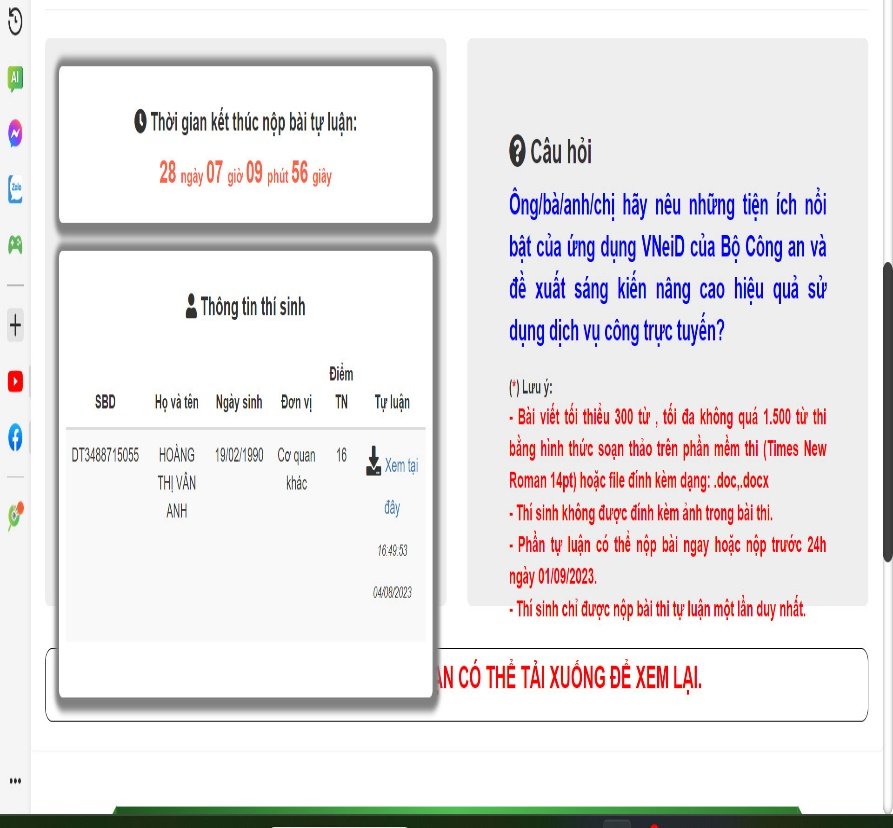 Thời gian kết thúc nộp bài tự luận:
28 ngày 07 giờ 09 phút 56 giây
Thông tin thí sinh
SBD Họ và tên Ngày sinh Đơn vị Điểm TN Tự luận
DT3488715055 HOÀNG THỊ VÂN ANH 19/02/1990 Cơ quan khác 16 Xem tại đây
16:49:53
04/08/2023
Câu hỏi
Ông/bà/anh/chị hãy nêu những tiện ích nổi
bật của ứng dụng VNeiD của Bộ Công an và
đề xuất sáng kiến nâng cao hiệu quả sử
dụng dịch vụ công trực tuyến?
(*) Lưu ý:
- Bài viết tối thiểu 300 từ , tối đa không quá 1.500 từ thi
bằng hình thức soạn thảo trên phần mềm thi (Times New
Roman 14pt) hoặc file đính kèm dạng: .doc,.docx
- Thí sinh không được đính kèm ảnh trong bài thi.
- Phần tự luận có thể nộp bài ngay hoặc nộp trước 24h
ngày 01/09/2023.
- Thí sinh chỉ được nộp bài thi tự luận một lần duy nhất.
CÓ THỂ TẢI XUỐNG ĐỂ XEM LẠI.
AI
Zalo